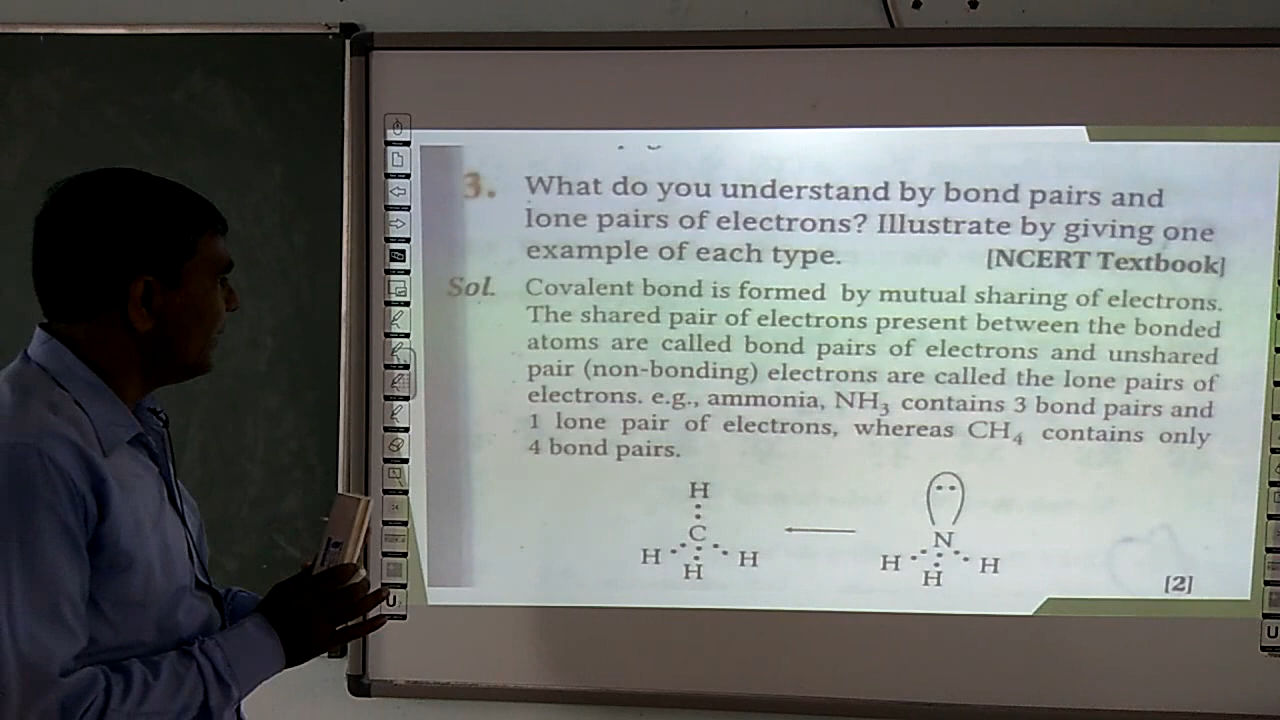 3. What do you understand by bond pairs and
lone pairs of electrons? Illustrate by giving one
example of each type. [NCERT Textbook]
Sol. Covalent bond is formed by mutual sharing of electrons.
The shared pair of electrons present between the bonded
atoms are called bond pairs of electrons and unshared
pair (non-bonding) electrons are called the lone pairs of
electrons. e.g., ammonia, NH₃ contains 3 bond pairs and
1 lone pair of electrons, whereas CH₄ contains only
4 bond pairs.
H
C
H H
H
N
H H
H
[2]